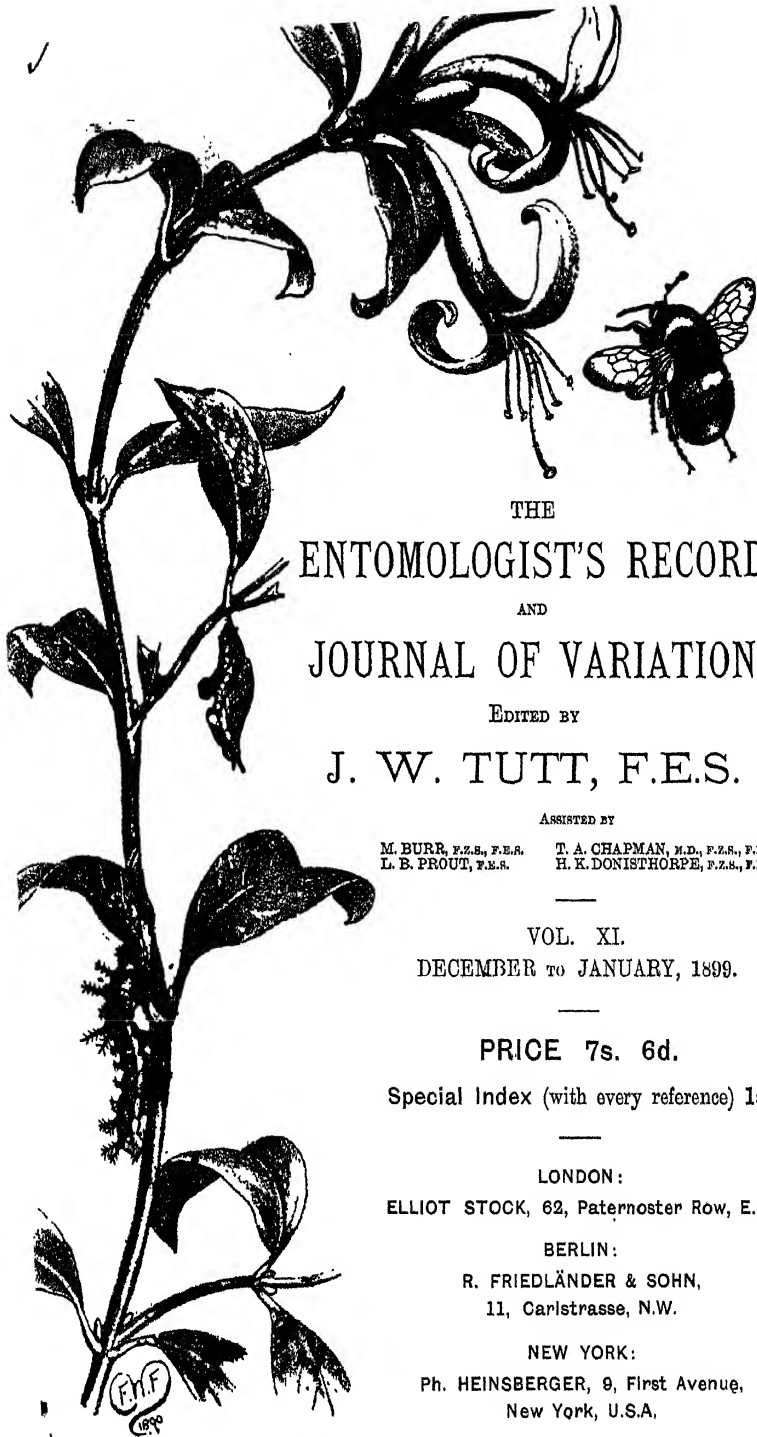 THE
ENTOMOLOGIST'S RECORD
AND
JOURNAL OF VARIATION
EDITED BY
J. W. TUTT, F.E.S.
ASSISTED BY
M. BURR, F.Z.S., F.E.S. T. A. CHAPMAN, M.D., F.Z.S.,
L. B. PROUT, F.E.S. H. K. DONISTHORPE, F.Z.S.,
VOL. XI.
DECEMBER to JANUARY, 1899.
PRICE 7s. 6d.
Special Index (with every reference)
LONDON:
ELLIOT STOCK, 62, Paternoster Row, E.
BERLIN:
R. FRIEDLÄNDER & SOHN,
11, Carlstrasse, N.W.
NEW YORK:
Ph. HEINSBERGER, 9, First Avenue,
New York, U.S.A,
F.W.F
1890